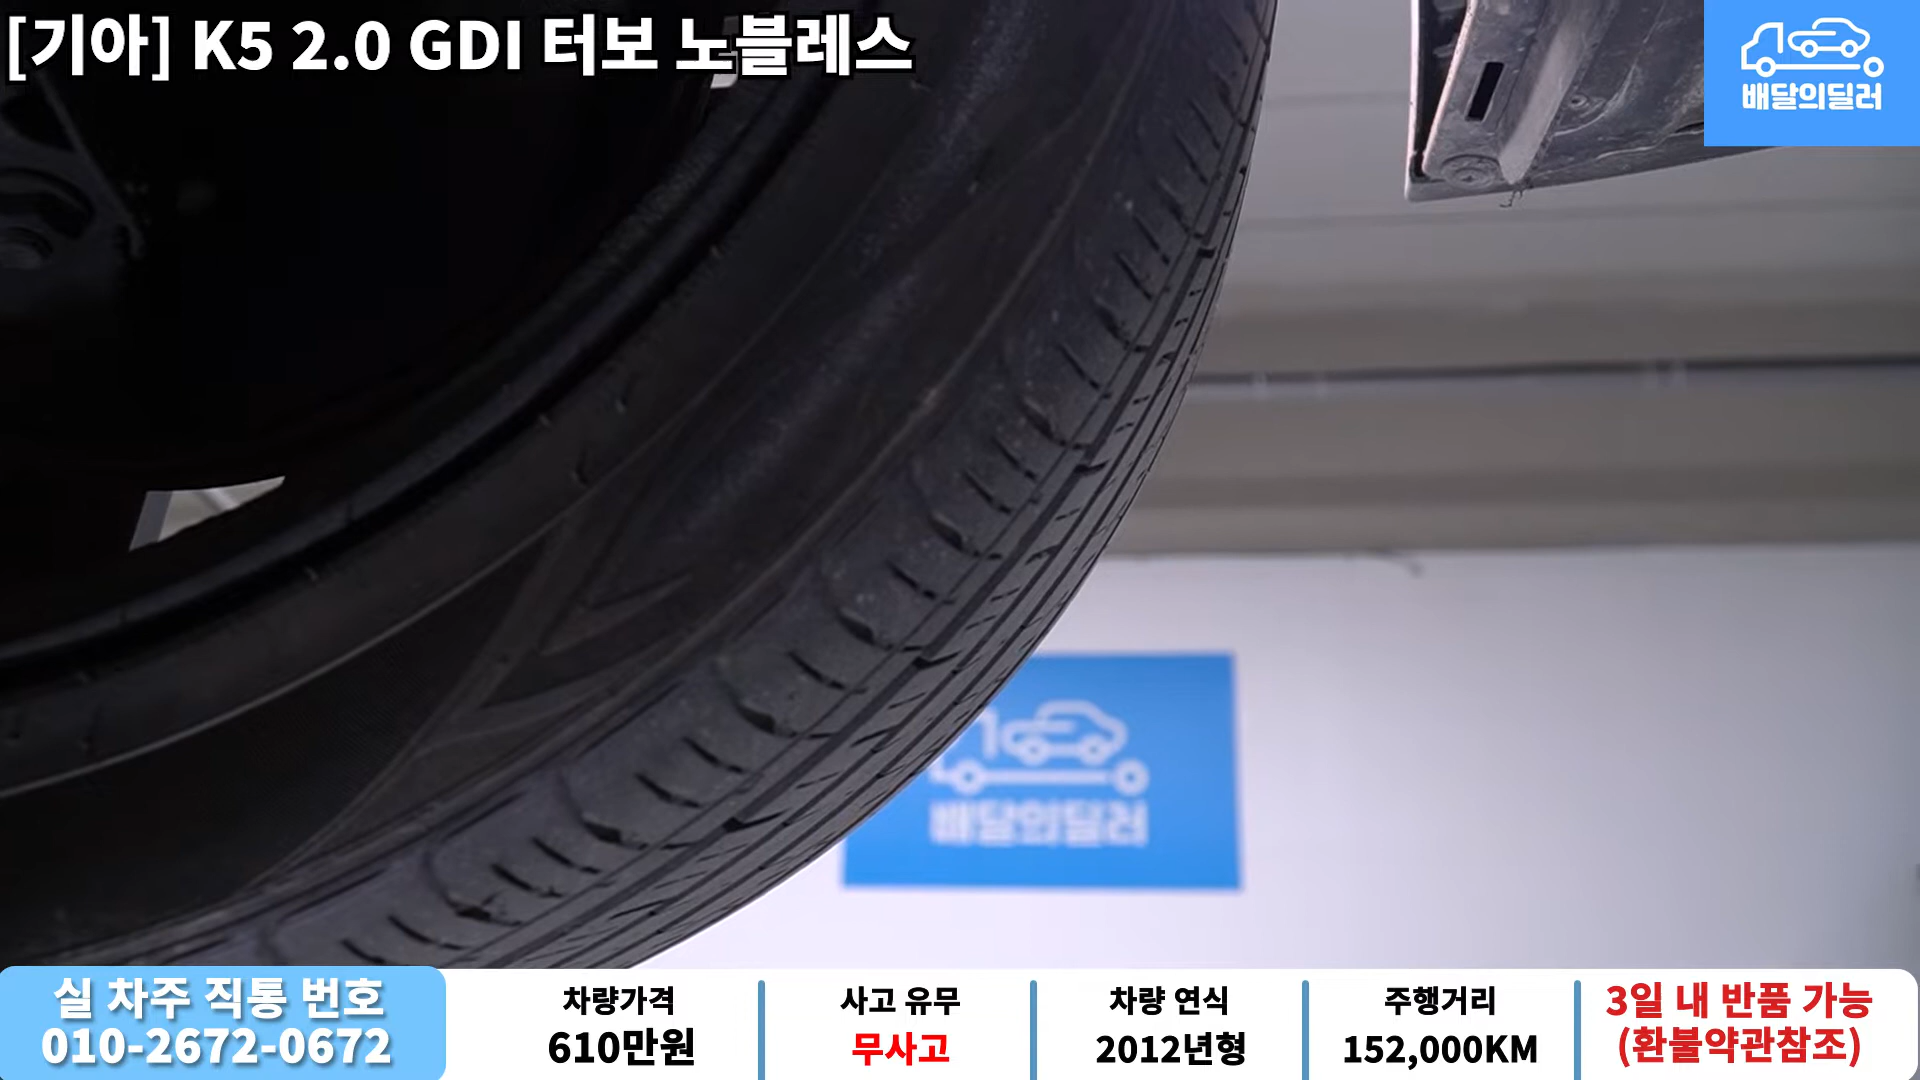 [기아] K5 2.0 GDI 터보 노블레스
배달의딜러
배달의딜러
실 차주 직통 번호
010-2672-0672
차량가격
610만원
사고 유무
무사고
차량 연식
2012년형
주행거리
152,000KM
3일 내 반품 가능
(환불약관참조)